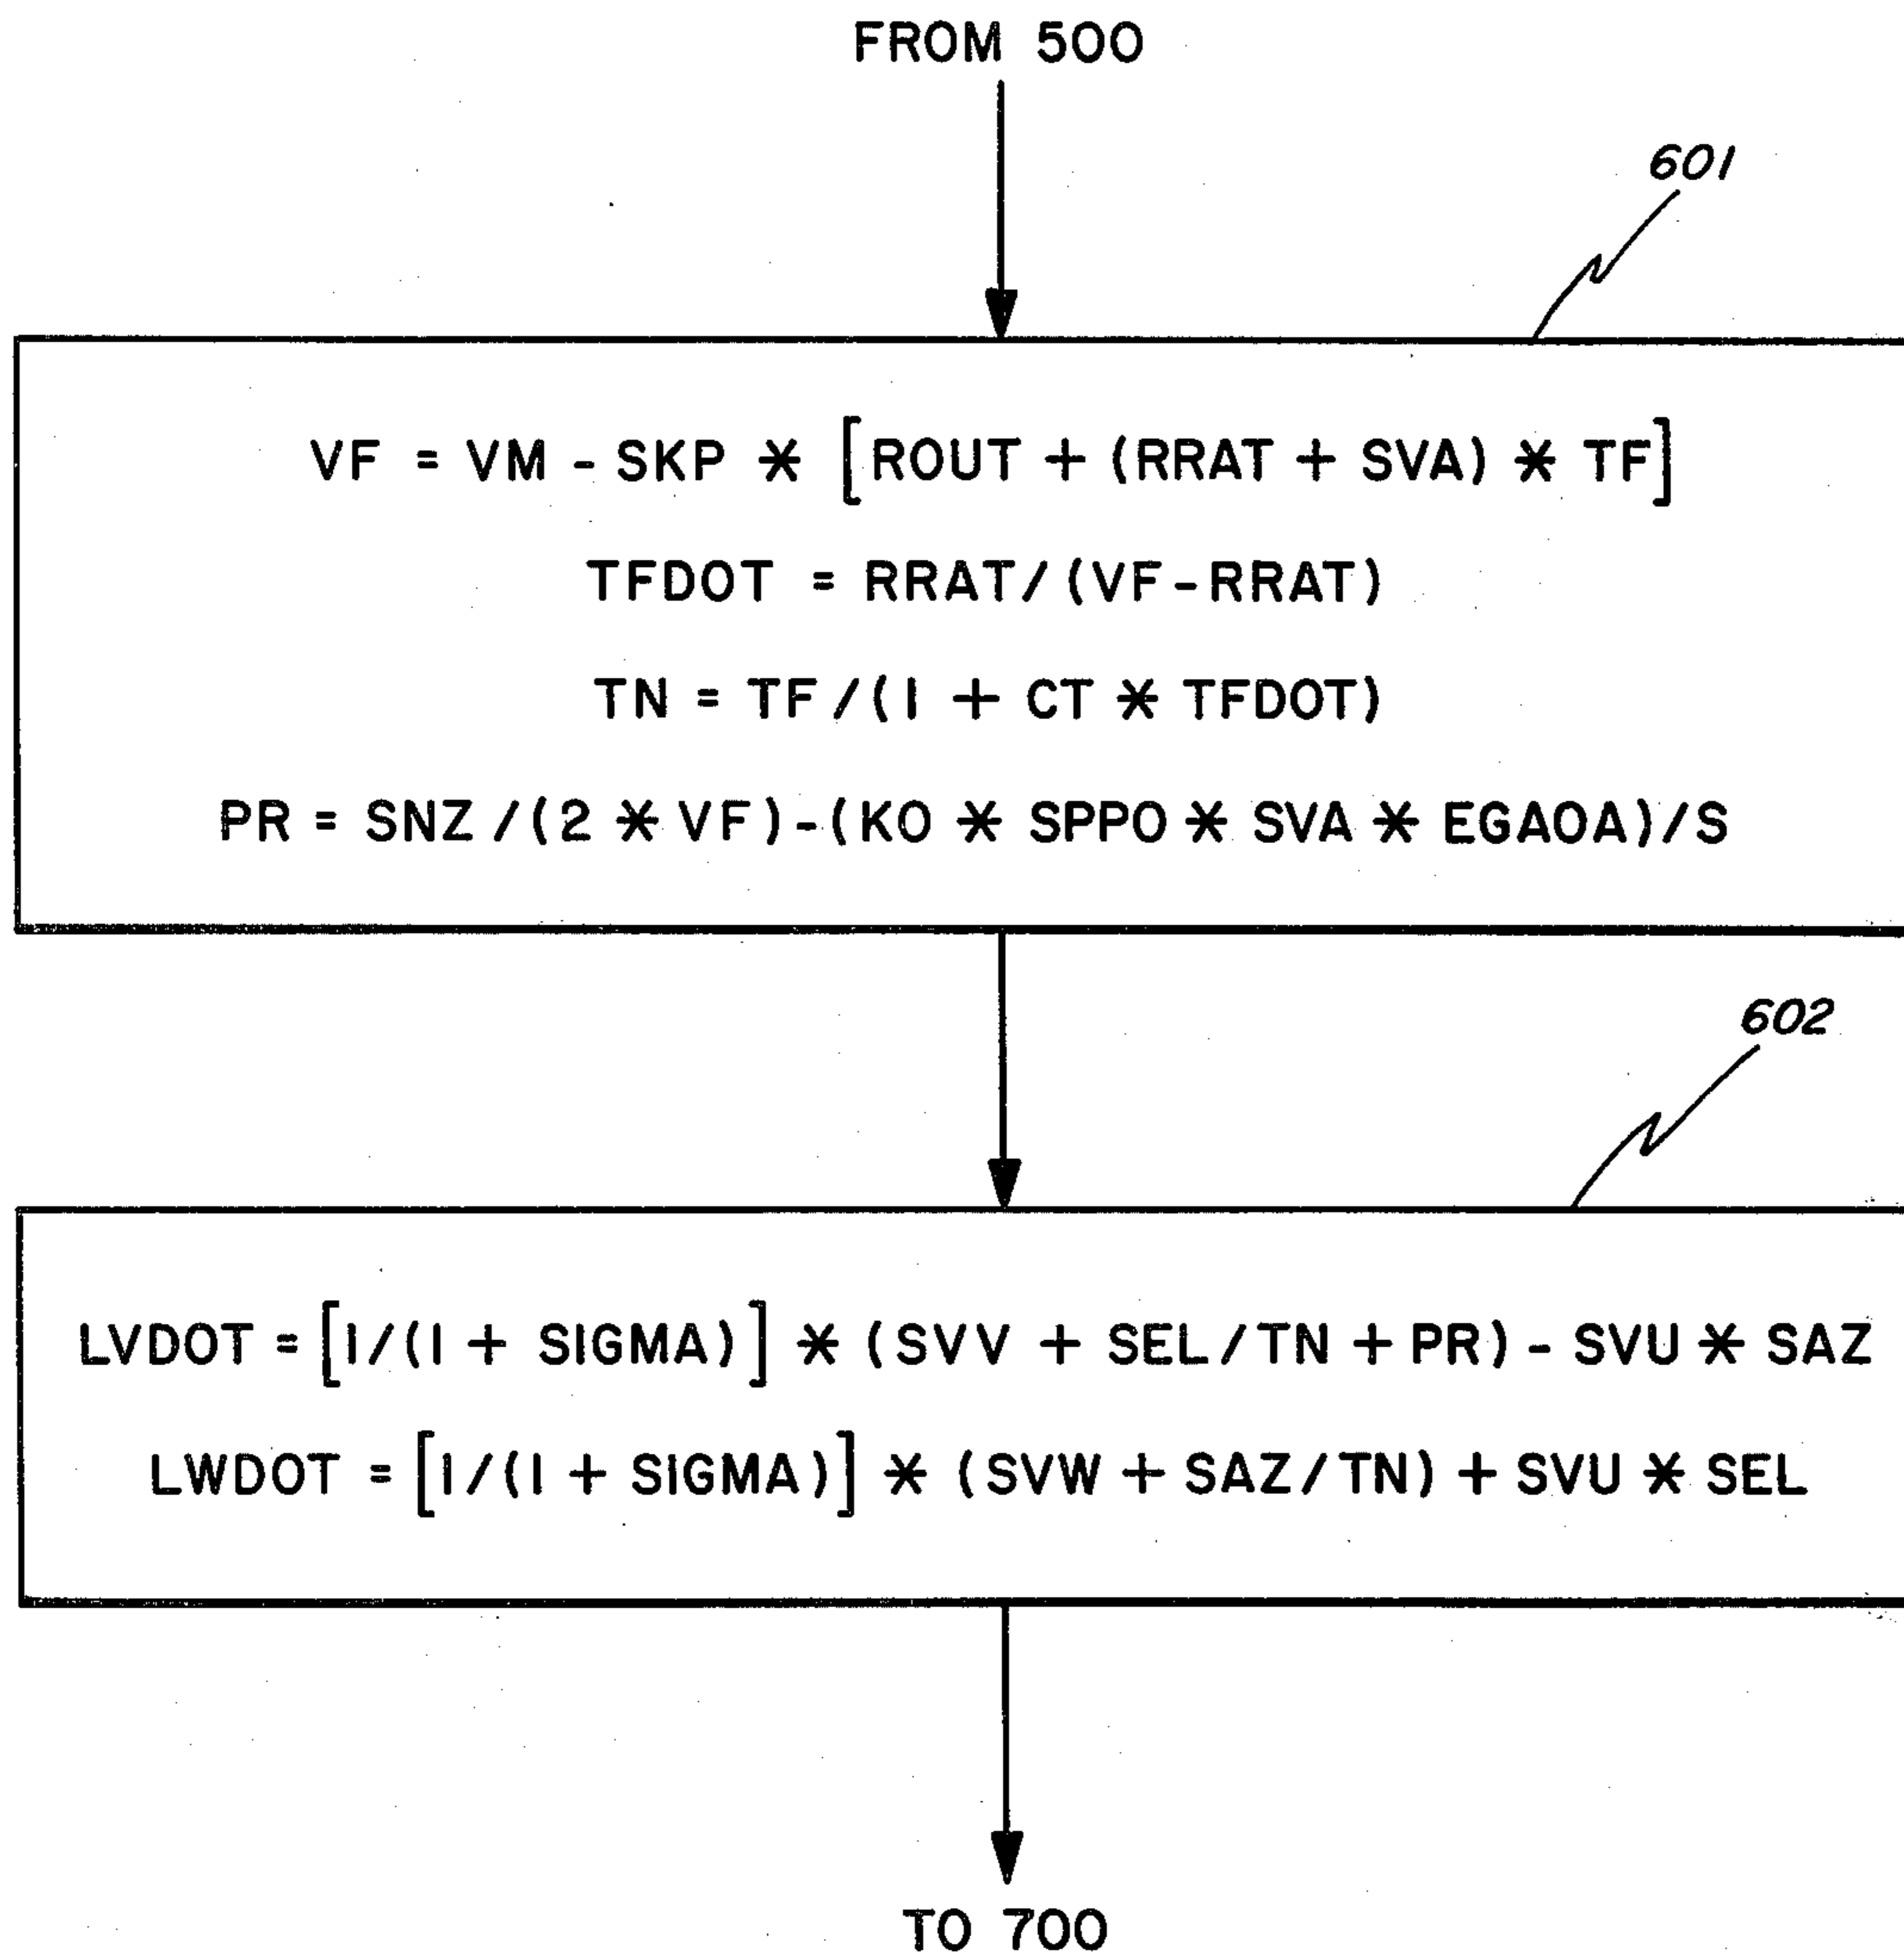 FROM 500
601
VF = VM - SKP * [ROUT + (RRAT + SVA) * TF]
TFDOT = RRAT/(VF-RRAT)
TN = TF/(1 + CT * TFDOT)
PR = SNZ/(2 * VF)-(KO * SPPO * SVA * EGAOA)/S
602
LVDOT = [1/(1 + SIGMA)] * (SVV + SEL/TN + PR) - SVU * SAZ
LWDOT = [1/(1 + SIGMA)] * (SVW + SAZ/TN) + SVU * SEL
TO 700